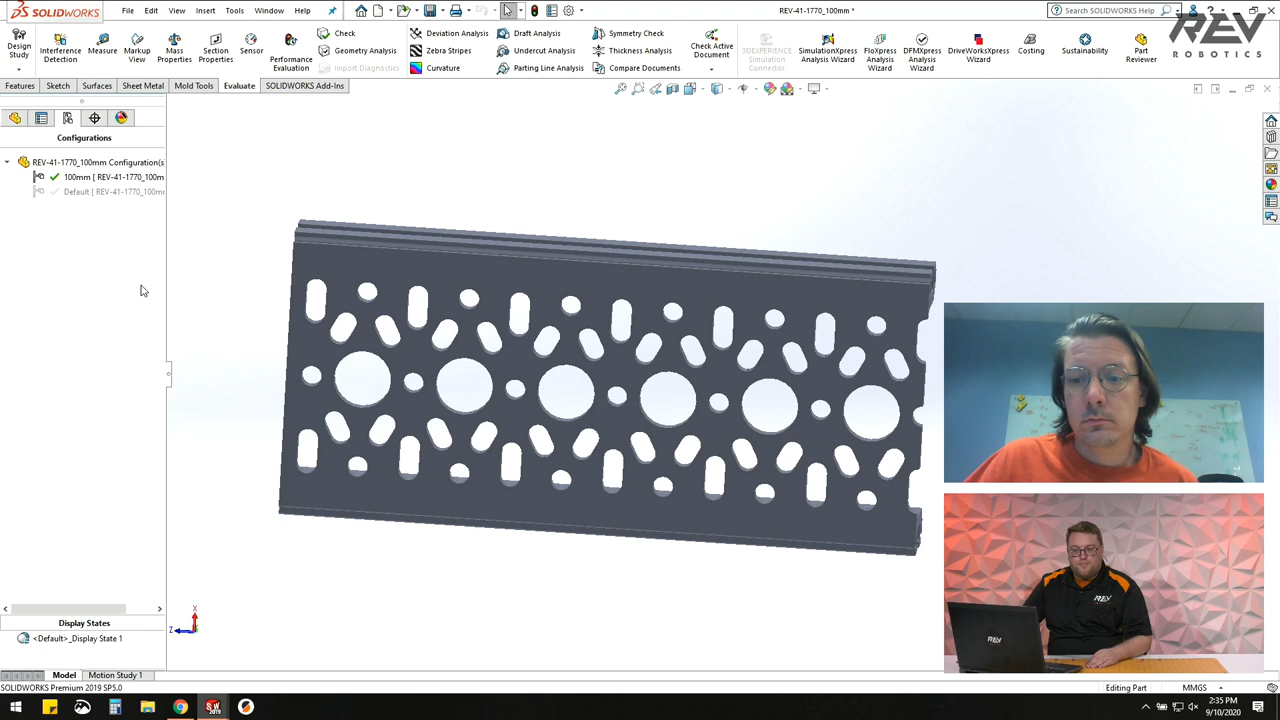 SOLIDWORKS
File Edit View Insert Tools Window Help
REV-41-1770_100mm *
Search SOLIDWORKS Help
REV
ROBOTICS
Design Study
Interference Detection
Measure
Markup View
Mass Properties
Section Properties
Sensor
Performance Evaluation
Check
Geometry Analysis
Import Diagnostics
Deviation Analysis
Zebra Stripes
Curvature
Draft Analysis
Undercut Analysis
Parting Line Analysis
Symmetry Check
Thickness Analysis
Compare Documents
Check Active Document
3DEXPERIENCE Simulation Connector
SimulationXpress Analysis Wizard
FloXpress Analysis Wizard
DFMXpress Analysis Wizard
DriveWorksXpress Wizard
Costing
Sustainability
Part Reviewer
Features Sketch Surfaces Sheet Metal Mold Tools Evaluate SOLIDWORKS Add-Ins
Configurations
REV-41-1770_100mm Configuration(s
100mm [ REV-41-1770_100m
Default [ REV-41-1770_100mm
Display States
<Default>_Display State 1
X
Z
REV
REV
Model Motion Study 1
SOLIDWORKS Premium 2019 SP5.0
Editing Part
MMGS
2:35 PM
9/10/2020